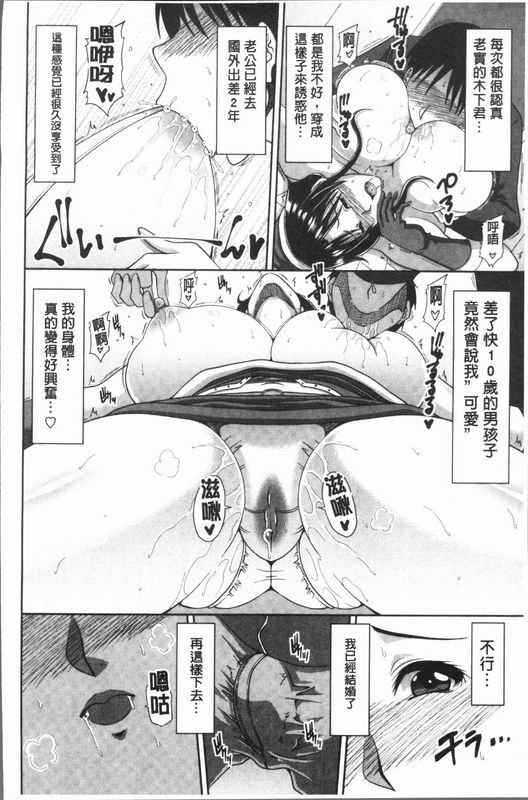 每次都很認真
老實的木下君…
啊♡
都是我不好,穿成
這樣子來誘惑他…
呼唔♡
老公已經去
國外出差2年
嗯呼呀♡
這種感覺已經很久沒享受到了
差了快10歲的男孩子
竟然會說我”可愛”
啊♡
呼♡
啊啊♡
我的身體…
真的變得好興奮…♡
滋啾♡
滋啾♡
不行…
チラ…
我已經結婚了
再這樣下去…
嗯咕